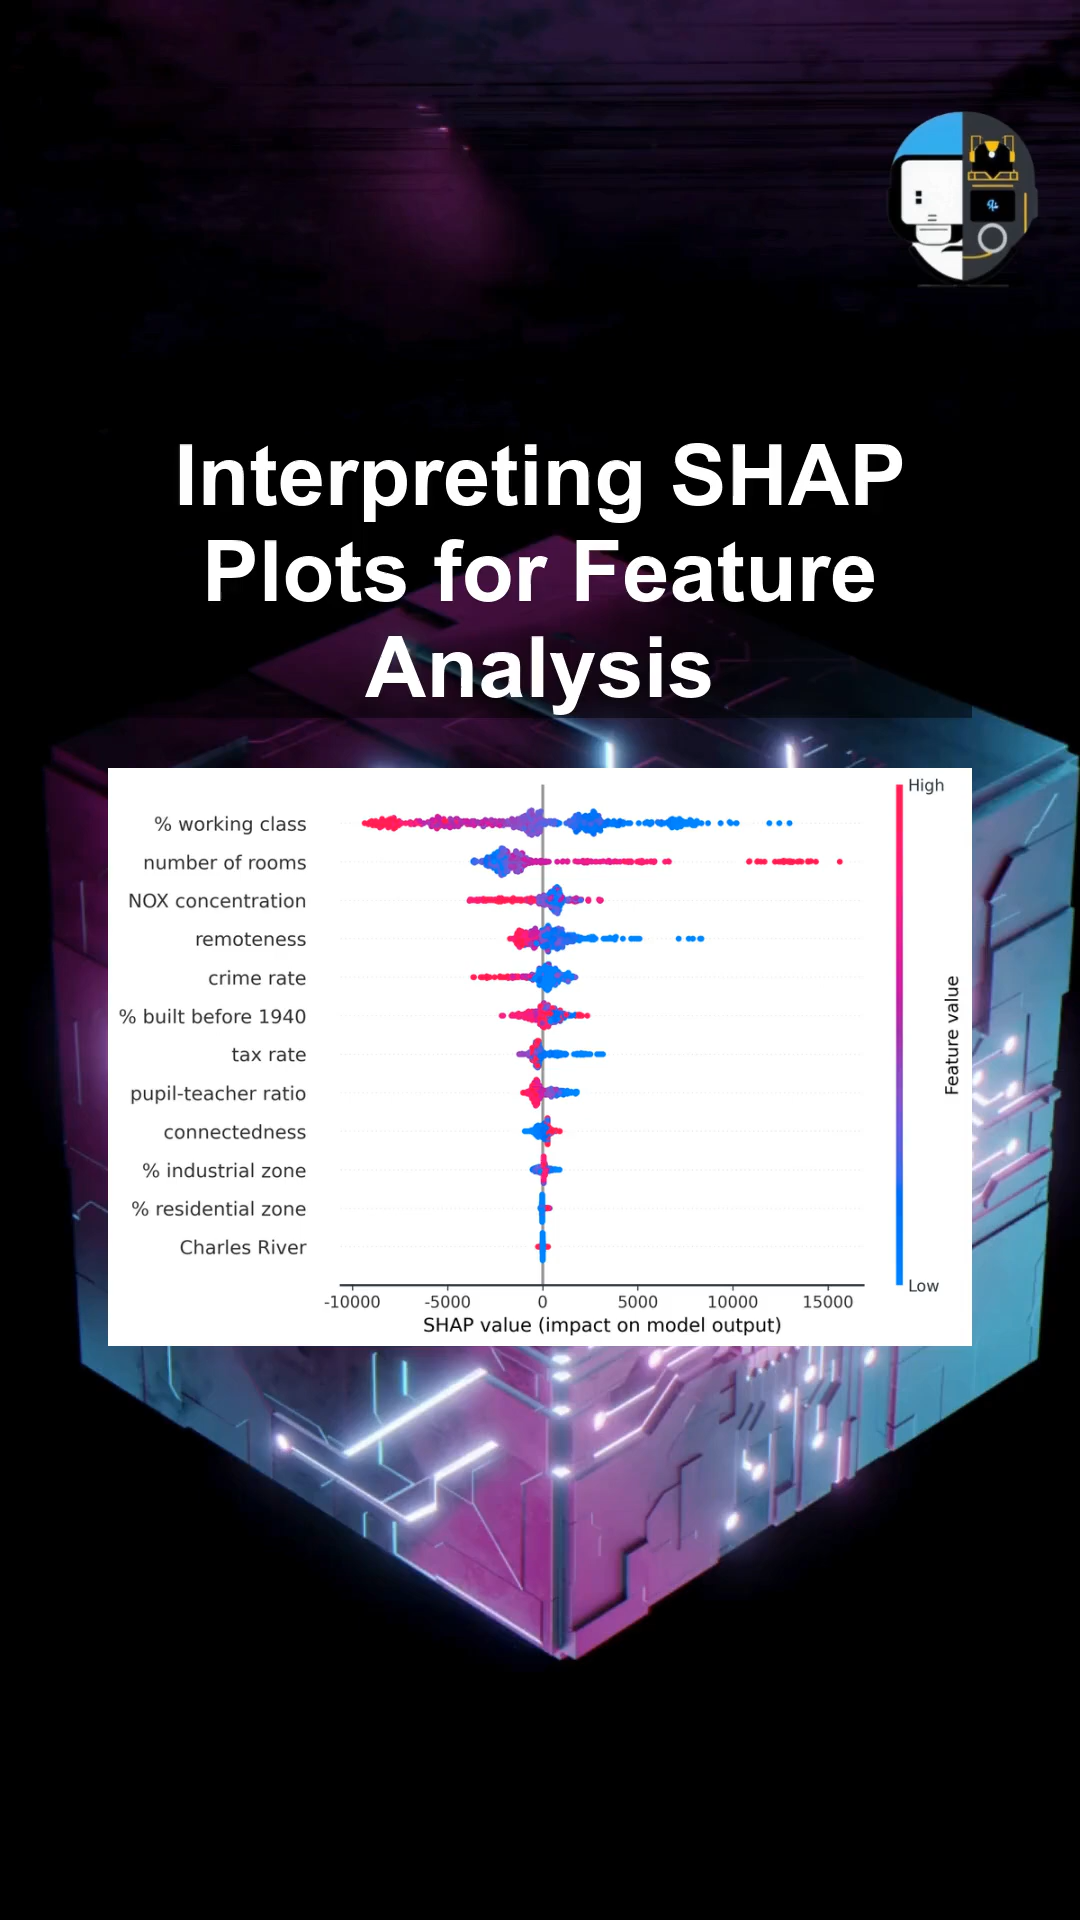 Interpreting SHAP
Plots for Feature
Analysis
High
% working class
number of rooms
NOX concentration
remoteness
crime rate
% built before 1940
tax rate
pupil-teacher ratio
connectedness
% industrial zone
% residential zone
Charles River
Feature value
Low
-10000 -5000 0 5000 10000 15000
SHAP value (impact on model output)